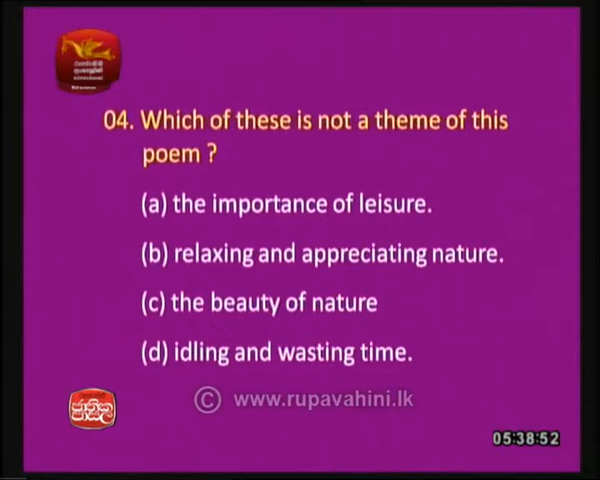 04. Which of these is not a theme of this
poem ?
(a) the importance of leisure.
(b) relaxing and appreciating nature.
(c) the beauty of nature
(d) idling and wasting time.
© www.rupavahini.lk
05:38:52